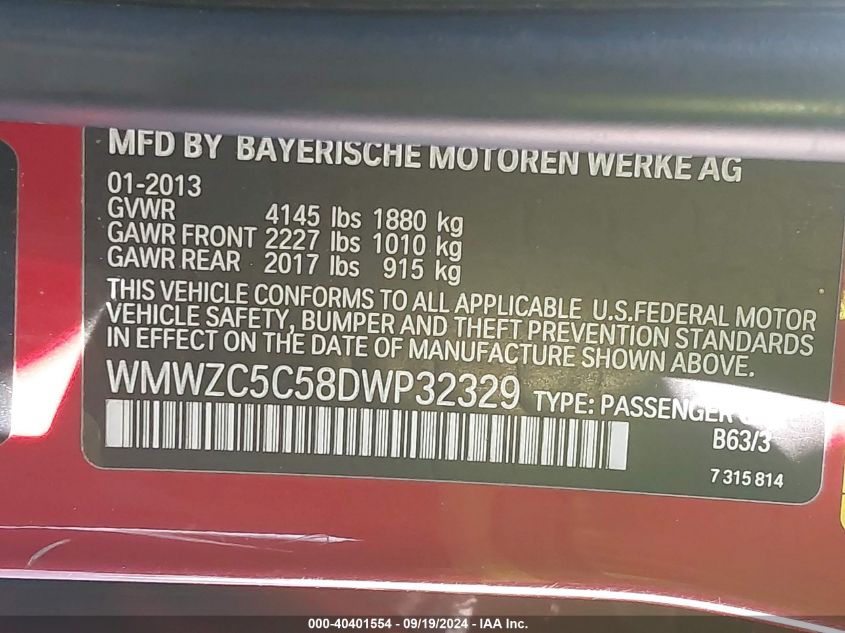 MFD BY BAYERISCHE MOTOREN WERKE AG
01-2013
GVWR 4145 lbs 1880 kg
GAWR FRONT 2227 lbs 1010 kg
GAWR REAR 2017 lbs 915 kg
THIS VEHICLE CONFORMS TO ALL APPLICABLE U.S.FEDERAL MOTOR
VEHICLE SAFETY, BUMPER AND THEFT PREVENTION STANDARDS
IN EFFECT ON THE DATE OF MANUFACTURE SHOWN ABOVE.
WMWZC5C58DWP32329 TYPE: PASSENGER
B63/3
7 315 814
000-40401554 / 09/19/2024 - IAA Inc.